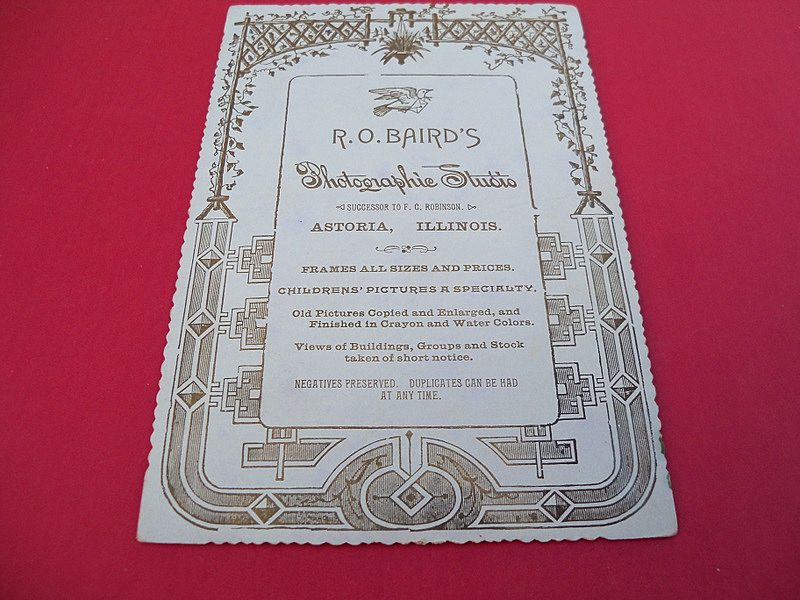 R. O. BAIRD'S
Photographic Studio
SUCCESSOR TO F. C. ROBINSON.
ASTORIA, ILLINOIS.
FRAMES ALL SIZES AND PRICES.
CHILDRENS' PICTURES A SPECIALTY.
Old Pictures Copied and Enlarged, and
Finished in Crayon and Water Colors.
Views of Buildings, Groups and Stock
taken of short notice.
NEGATIVES PRESERVED. DUPLICATES CAN BE HAD
AT ANY TIME.